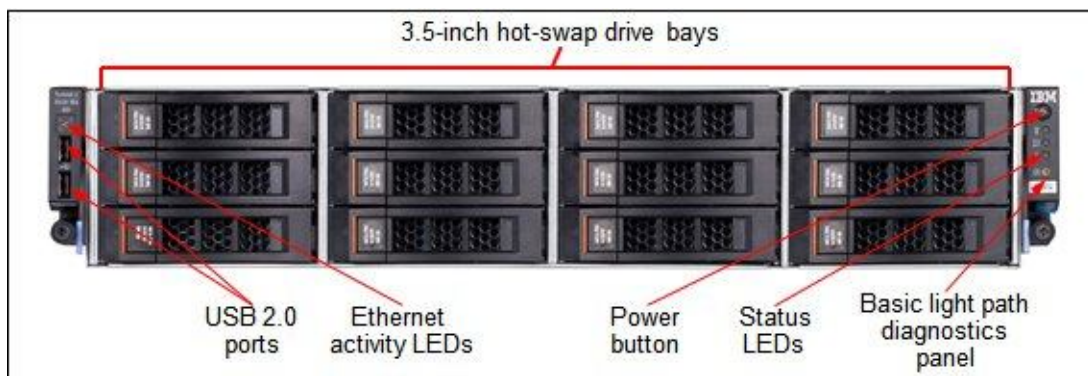 3.5-inch hot-swap drive bays
IBM
USB 2.0
ports
Ethernet
activity LEDs
Power
button
Status
LEDs
Basic light path
diagnostics
panel